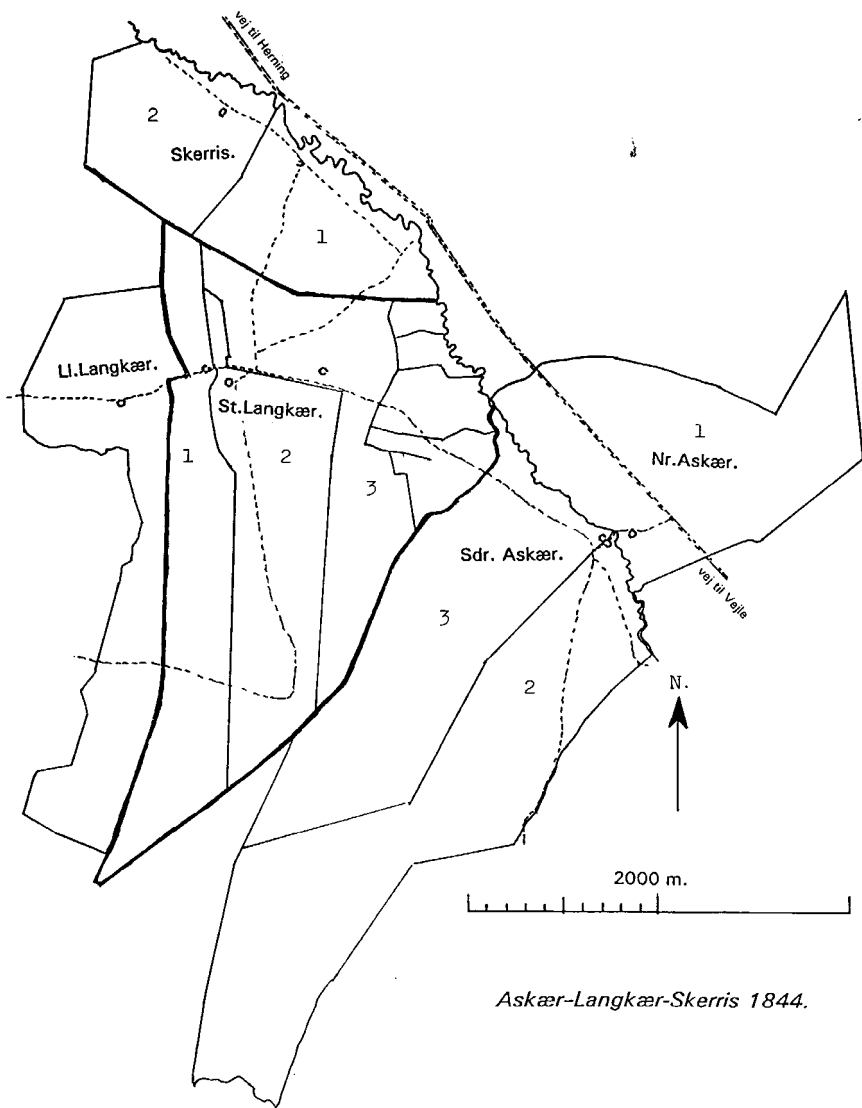 vej til Herning
2
Skerris.
1
Ll.Langkær.
St.Langkær.
1
2
3
1
Nr.Askær.
Sdr. Askær.
vej til Vejle
3
2
N.
2000 m.
Askær-Langkær-Skerris 1844.